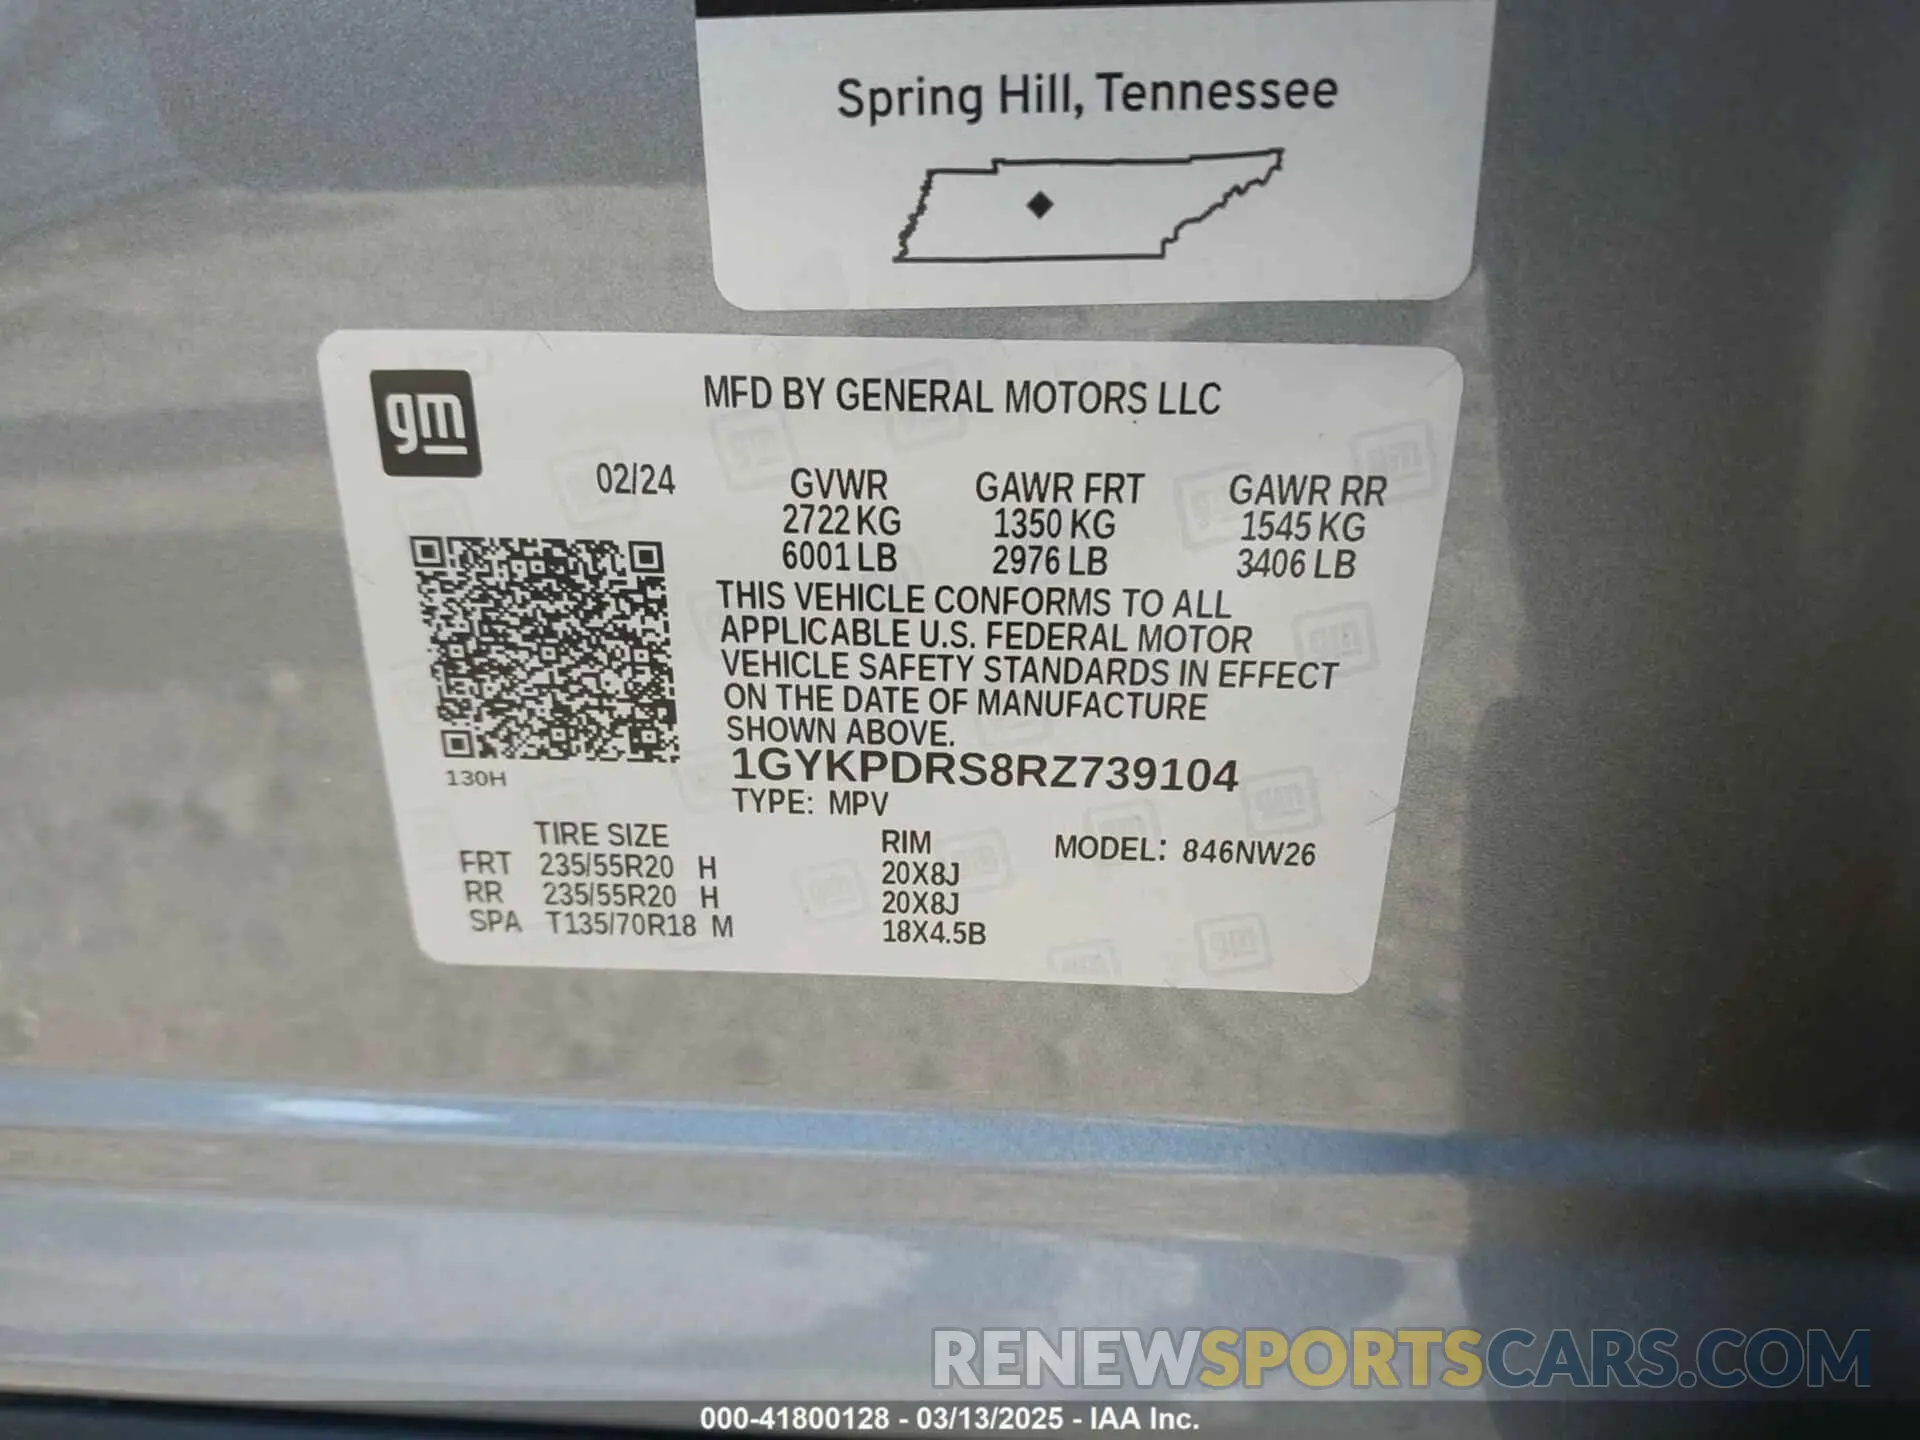 Spring Hill, Tennessee
gm
MFD BY GENERAL MOTORS LLC
02/24
GVWR GAWR FRT GAWR RR
2722 KG 1350 KG 1545 KG
6001 LB 2976 LB 3406 LB
THIS VEHICLE CONFORMS TO ALL
APPLICABLE U.S. FEDERAL MOTOR
VEHICLE SAFETY STANDARDS IN EFFECT
ON THE DATE OF MANUFACTURE
SHOWN ABOVE.
1GYKPDRS8RZ739104
130H
TYPE: MPV
TIRE SIZE RIM MODEL: 846NW26
FRT 235/55R20 H 20X8J
RR 235/55R20 H 20X8J
SPA T135/70R18 M 18X4.5B
RENEWSPORTSCARS.COM
000-41800128 - 03/13/2025 - IAA Inc.